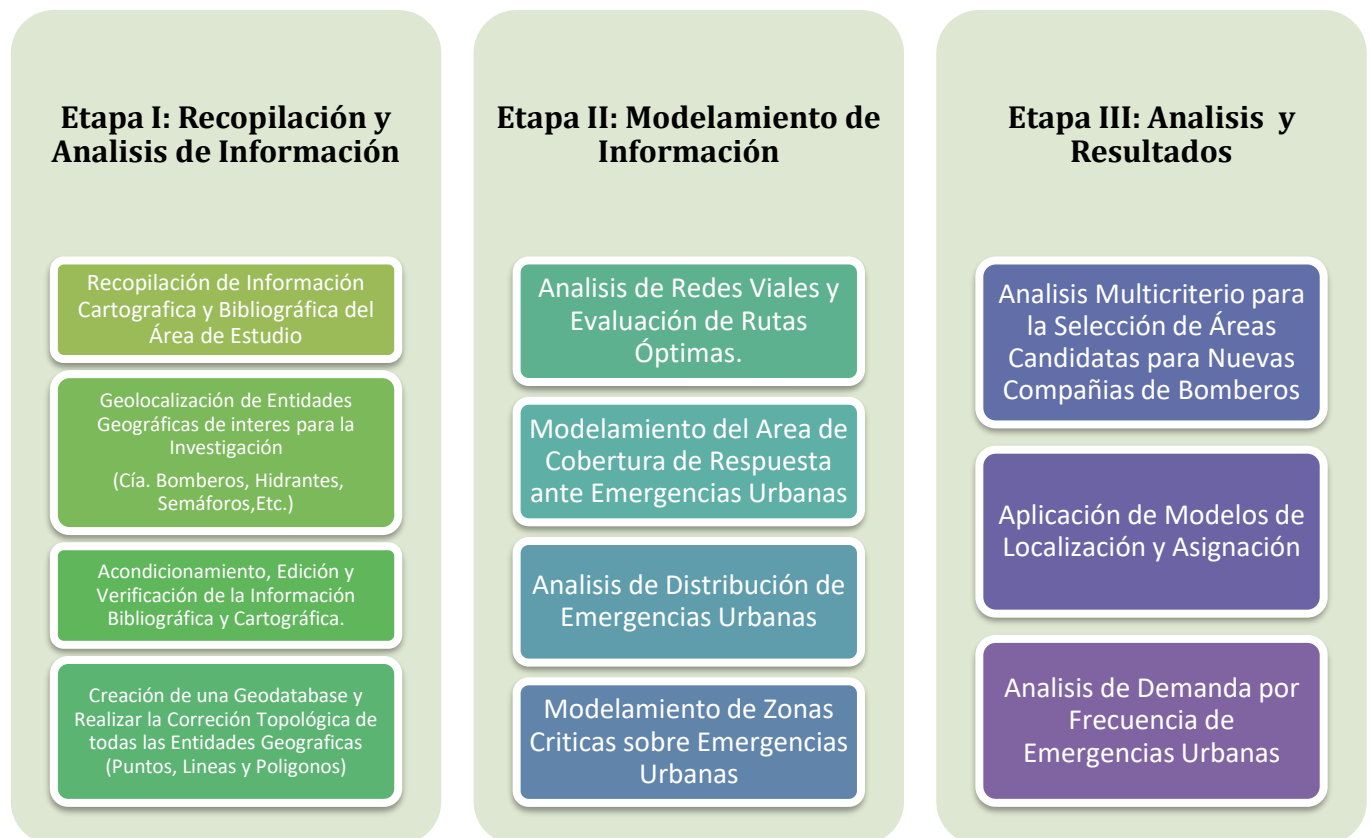 Etapa I: Recopilación y
Analisis de Información
Recopilación de Información
Cartografica y Bibliográfica del
Área de Estudio
Geolocalización de Entidades
Geográficas de interes para la
Investigación
(Cía. Bomberos, Hidrantes,
Semáforos,Etc.)
Acondicionamiento, Edición y
Verificación de la Información
Bibliográfica y Cartográfica.
Creación de una Geodatabase y
Realizar la Correción Topológica de
todas las Entidades Geograficas
(Puntos, Lineas y Poligonos)
Etapa II: Modelamiento de
Información
Analisis de Redes Viales y
Evaluación de Rutas
Óptimas.
Modelamiento del Area de
Cobertura de Respuesta
ante Emergencias Urbanas
Analisis de Distribución de
Emergencias Urbanas
Modelamiento de Zonas
Criticas sobre Emergencias
Urbanas
Etapa III: Analisis y
Resultados
Analisis Multicriterio para
la Selección de Áreas
Candidatas para Nuevas
Compañias de Bomberos
Aplicación de Modelos de
Localización y Asignación
Analisis de Demanda por
Frecuencia de
Emergencias Urbanas